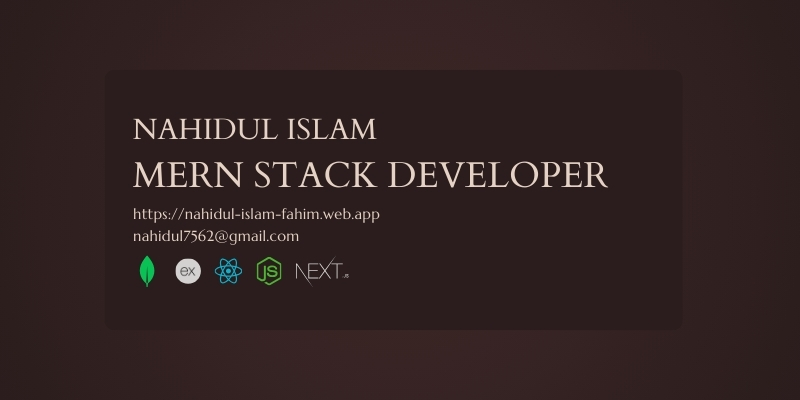 NAHIDUL ISLAM
MERN STACK DEVELOPER
https://nahidul-islam-fahim.web.app
nahidul7562@gmail.com
ex JS NEXT.JS